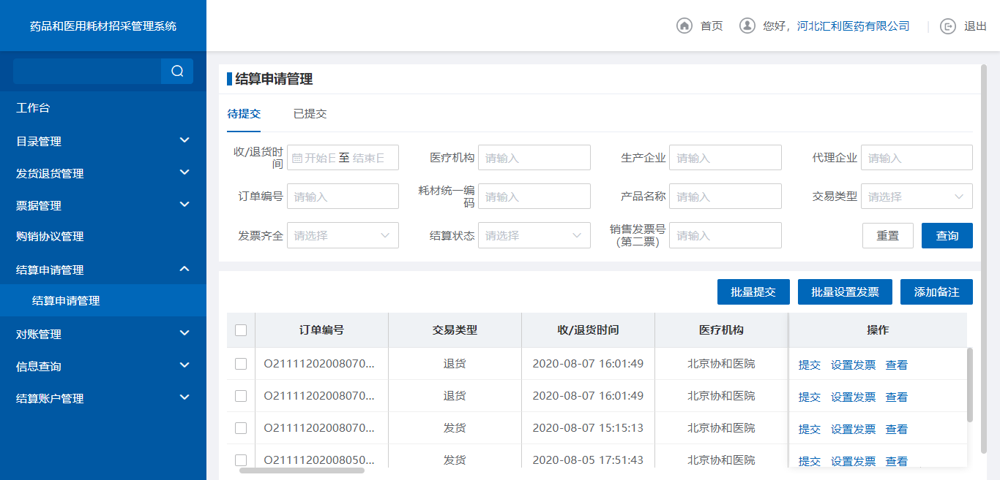 药品和医用耗材招采管理系统
首页 您好，河北汇利医药有限公司 退出
工作台
目录管理
发货退货管理
票据管理
购销协议管理
结算申请管理
结算申请管理
对账管理
信息查询
结算账户管理
结算申请管理
待提交 已提交
收/退货时间 开始日 至 结束日 医疗机构 请输入 生产企业 请输入 代理企业 请输入
订单编号 请输入 耗材统一编码 请输入 产品名称 请输入 交易类型 请选择
发票齐全 请选择 结算状态 请选择 销售发票号(第二票) 请输入 重置 查询
批量提交 批量设置发票 添加备注
订单编号 交易类型 收/退货时间 医疗机构 操作
O21111202008070... 退货 2020-08-07 16:01:49 北京协和医院 提交 设置发票 查看
O21111202008070... 退货 2020-08-07 16:01:49 北京协和医院 提交 设置发票 查看
O21111202008070... 发货 2020-08-07 15:15:13 北京协和医院 提交 设置发票 查看
O21111202008050... 发货 2020-08-05 17:51:43 北京协和医院 提交 设置发票 查看